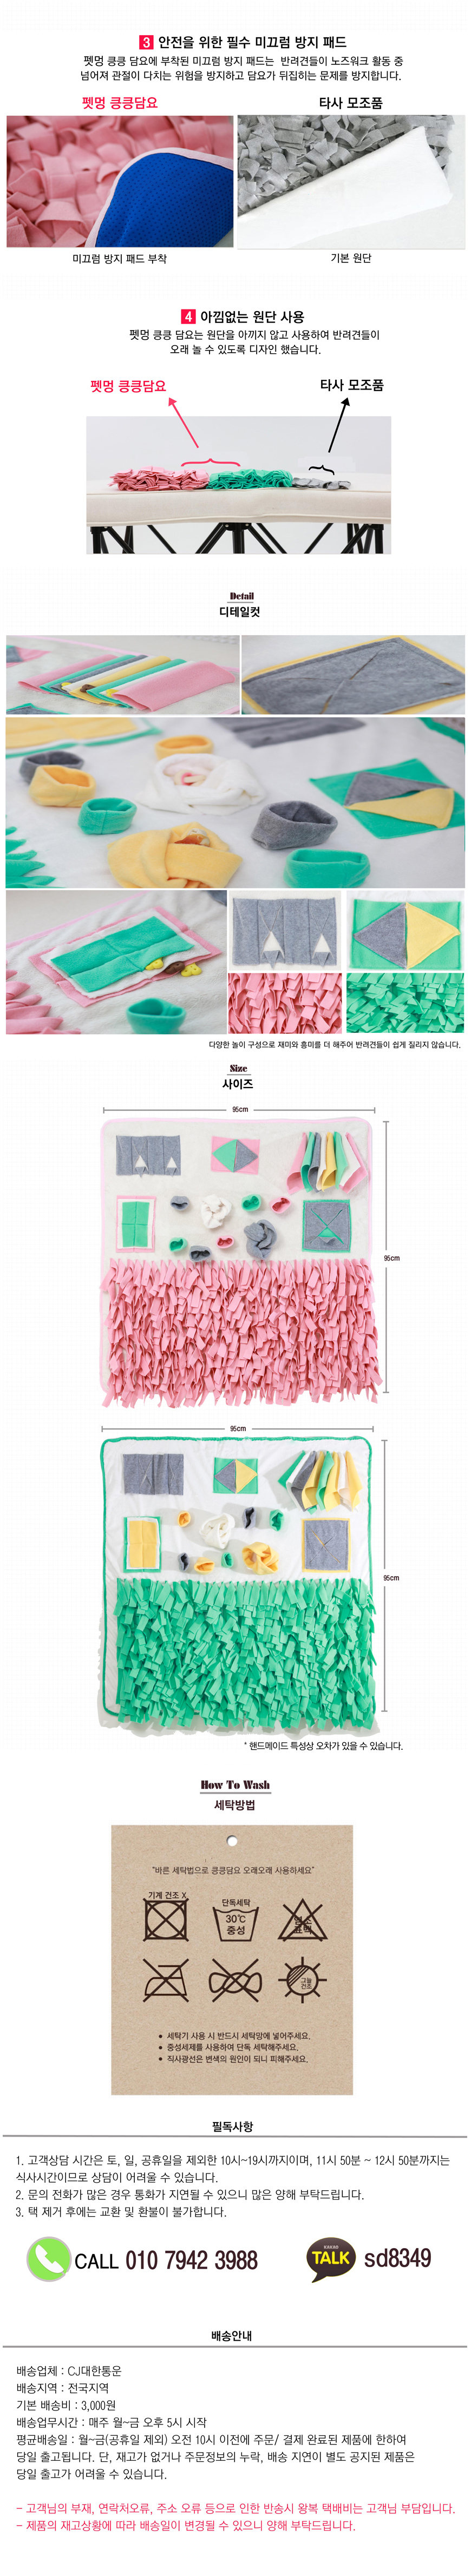 3 안전을 위한 필수 미끄럼 방지 패드
펫멍 킁킁 담요에 부착된 미끄럼 방지 패드는 반려견들이 노즈워크 활동 중
넘어져 관절이 다치는 위험을 방지하고 담요가 뒤집히는 문제를 방지합니다.
펫멍 킁킁담요
타사 모조품
미끄럼 방지 패드 부착
기본 원단
4 아낌없는 원단 사용
펫멍 킁킁 담요는 원단을 아끼지 않고 사용하여 반려견들이
오래 놀 수 있도록 디자인 했습니다.
펫멍 킁킁담요
타사 모조품
Detail
디테일컷
다양한 놀이 구성으로 재미와 흥미를 더 해주어 반려견들이 쉽게 질리지 않습니다.
Size
사이즈
95cm
95cm
95cm
95cm
* 핸드메이드 특성상 오차가 있을 수 있습니다.
How To Wash
세탁방법
"바른 세탁법으로 킁킁담요 오래오래 사용하세요"
기계 건조 X
단독세탁
30℃
중성
염소
표백
그늘
건조
● 세탁기 사용 시 반드시 세탁망에 넣어주세요.
● 중성세제를 사용하여 단독 세탁해주세요.
● 직사광선은 변색의 원인이 되니 피해주세요.
필독사항
1. 고객상담 시간은 토, 일, 공휴일을 제외한 10시~19시까지이며, 11시 50분 ~ 12시 50분까지는
식사시간이므로 상담이 어려울 수 있습니다.
2. 문의 전화가 많은 경우 통화가 지연될 수 있으니 많은 양해 부탁드립니다.
3. 택 제거 후에는 교환 및 환불이 불가합니다.
CALL 010 7942 3988
KAKAO
TALK
sd8349
배송안내
배송업체 : CJ대한통운
배송지역 : 전국지역
기본 배송비 : 3,000원
배송업무시간 : 매주 월~금 오후 5시 시작
평균배송일 : 월~금(공휴일 제외) 오전 10시 이전에 주문/ 결제 완료된 제품에 한하여
당일 출고됩니다. 단, 재고가 없거나 주문정보의 누락, 배송 지연이 별도 공지된 제품은
당일 출고가 어려울 수 있습니다.
- 고객님의 부재, 연락처오류, 주소 오류 등으로 인한 반송시 왕복 택배비는 고객님 부담입니다.
- 제품의 재고상황에 따라 배송일이 변경될 수 있으니 양해 부탁드립니다.